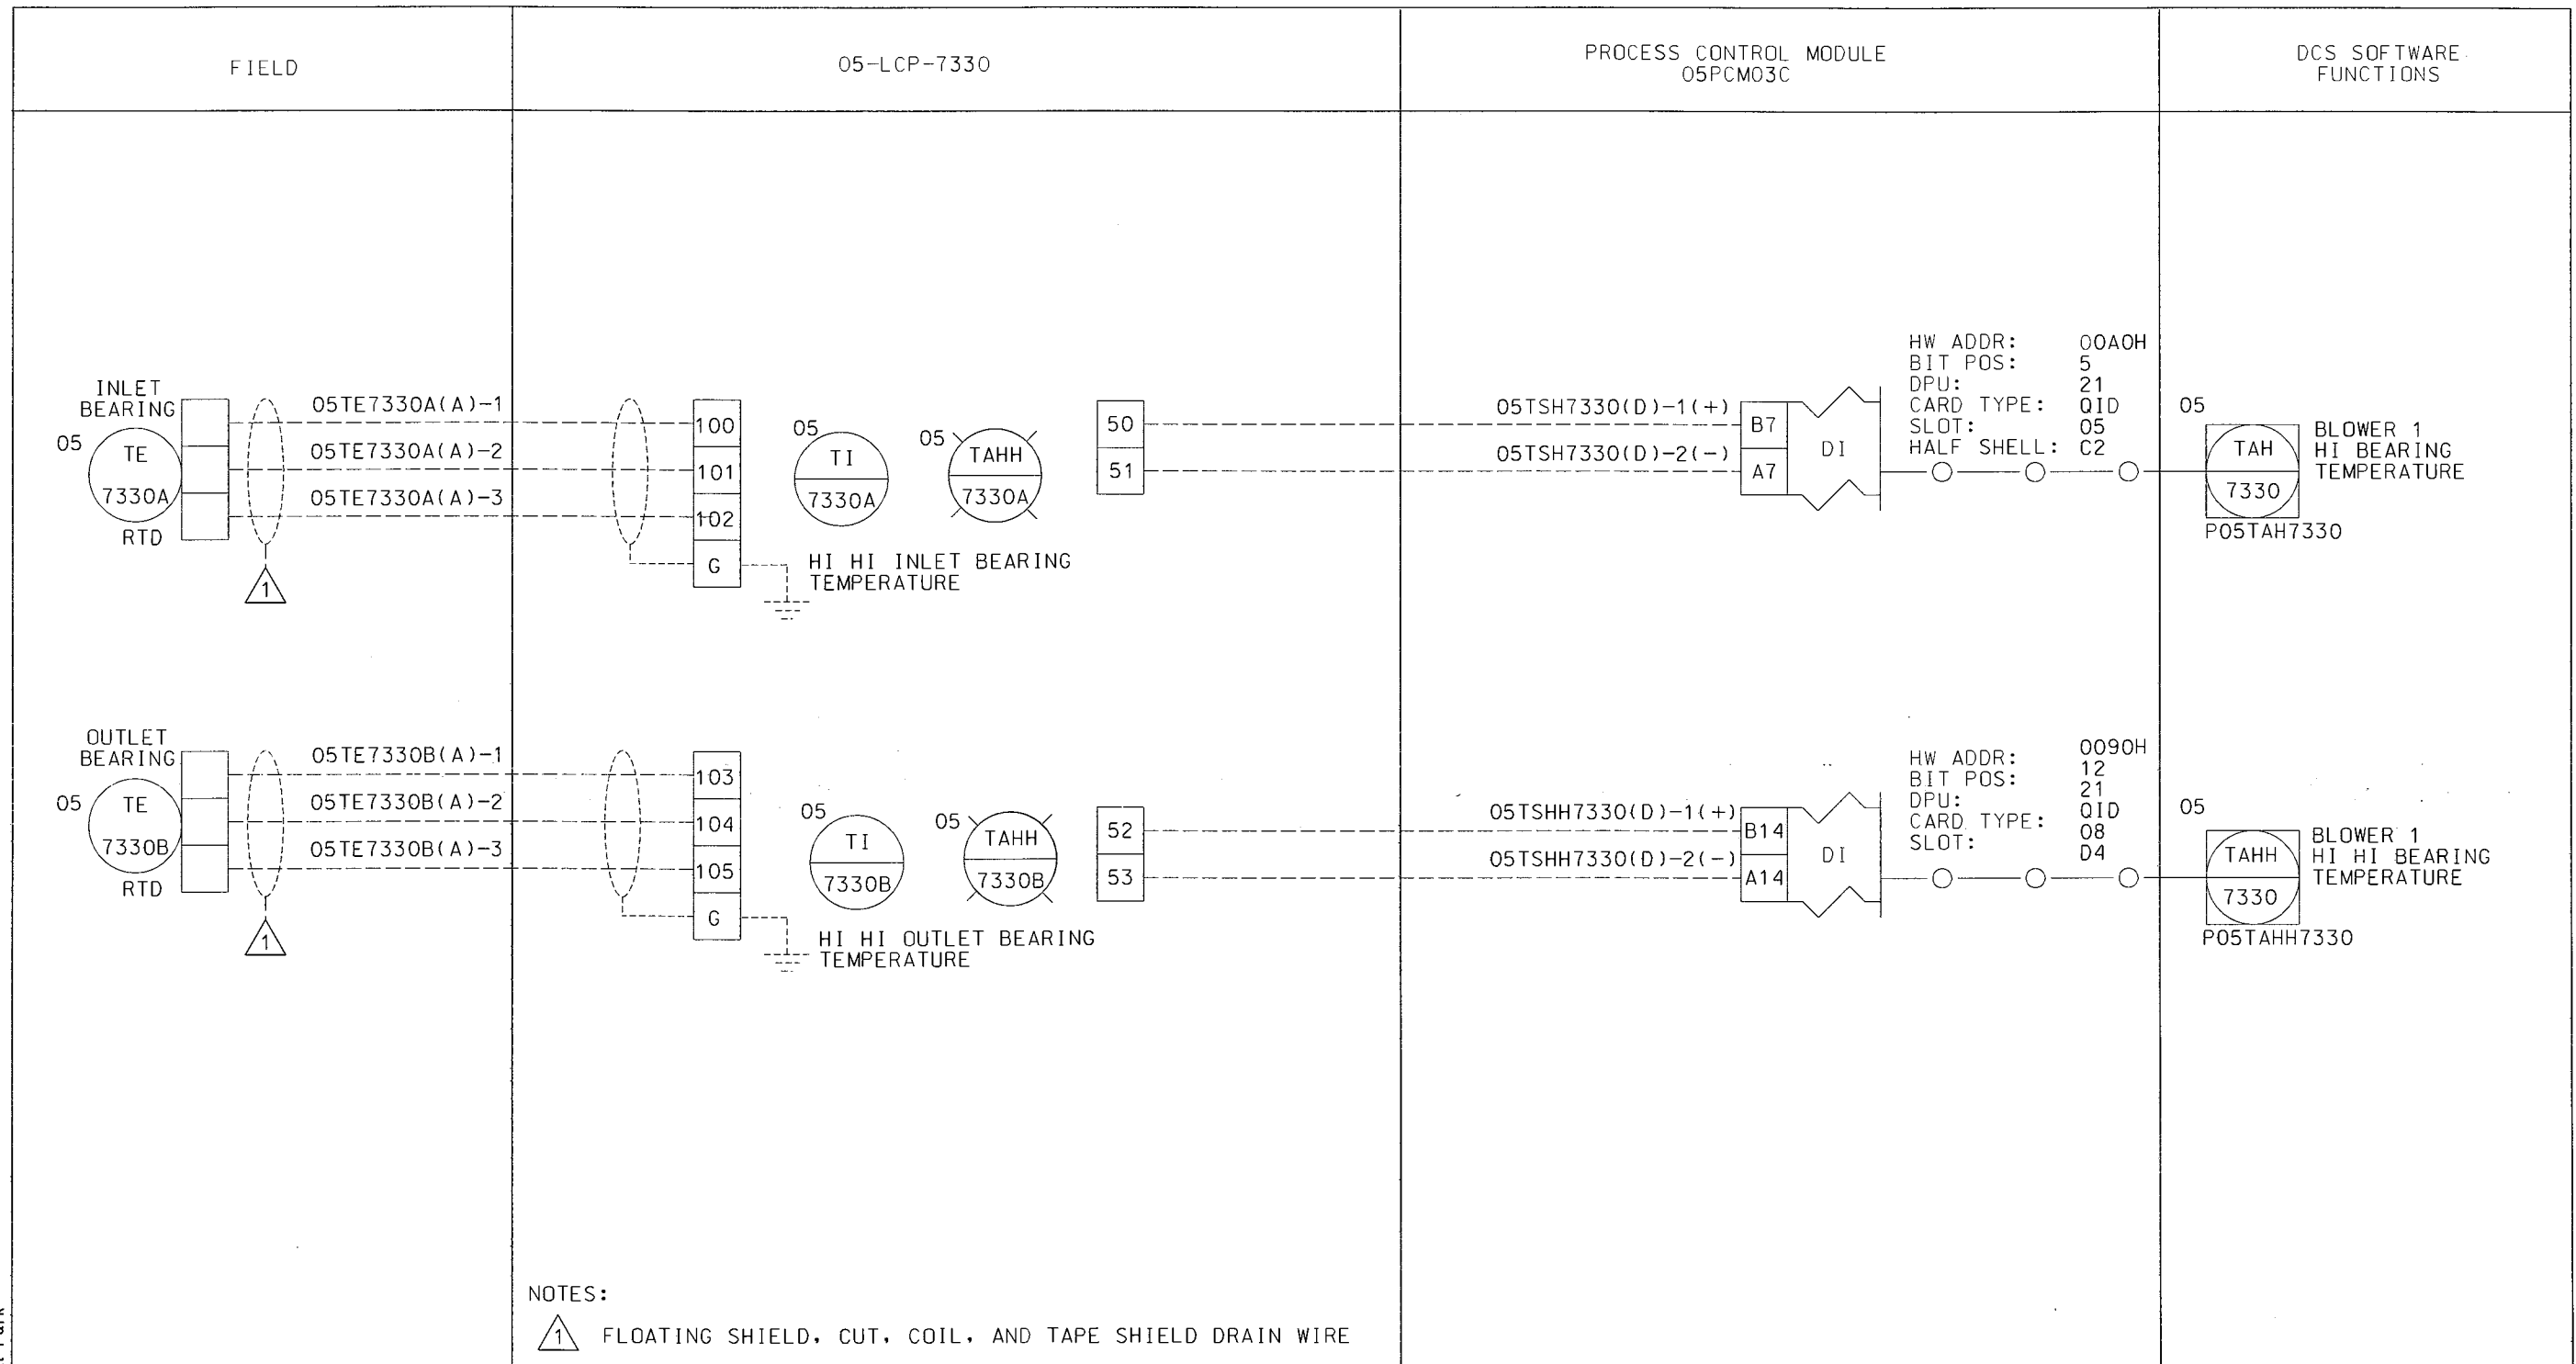 FIELD
05-LCP-7330
PROCESS CONTROL MODULE
05PCM03C
DCS SOFTWARE
FUNCTIONS
INLET
BEARING
05
TE
7330A
RTD
05TE7330A(A)-1
05TE7330A(A)-2
05TE7330A(A)-3
1
100
101
102
G
05
TI
7330A
05
TAHH
7330A
HI HI INLET BEARING
TEMPERATURE
50
51
05TSH7330(D)-1(+)
05TSH7330(D)-2(-)
B7
A7
DI
HW ADDR: 00A0H
BIT POS: 5
DPU: 21
CARD TYPE: QID
SLOT: 05
HALF SHELL: C2
05
TAH
7330
P05TAH7330
BLOWER 1
HI BEARING
TEMPERATURE
OUTLET
BEARING
05
TE
7330B
RTD
05TE7330B(A)-1
05TE7330B(A)-2
05TE7330B(A)-3
1
103
104
105
G
05
TI
7330B
05
TAHH
7330B
HI HI OUTLET BEARING
TEMPERATURE
52
53
05TSHH7330(D)-1(+)
05TSHH7330(D)-2(-)
B14
A14
DI
HW ADDR: 0090H
BIT POS: 12
DPU: 21
CARD TYPE: QID
SLOT: 08
D4
05
TAHH
7330
P05TAHH7330
BLOWER 1
HI HI BEARING
TEMPERATURE
NOTES:
1 FLOATING SHIELD, CUT, COIL, AND TAPE SHIELD DRAIN WIRE